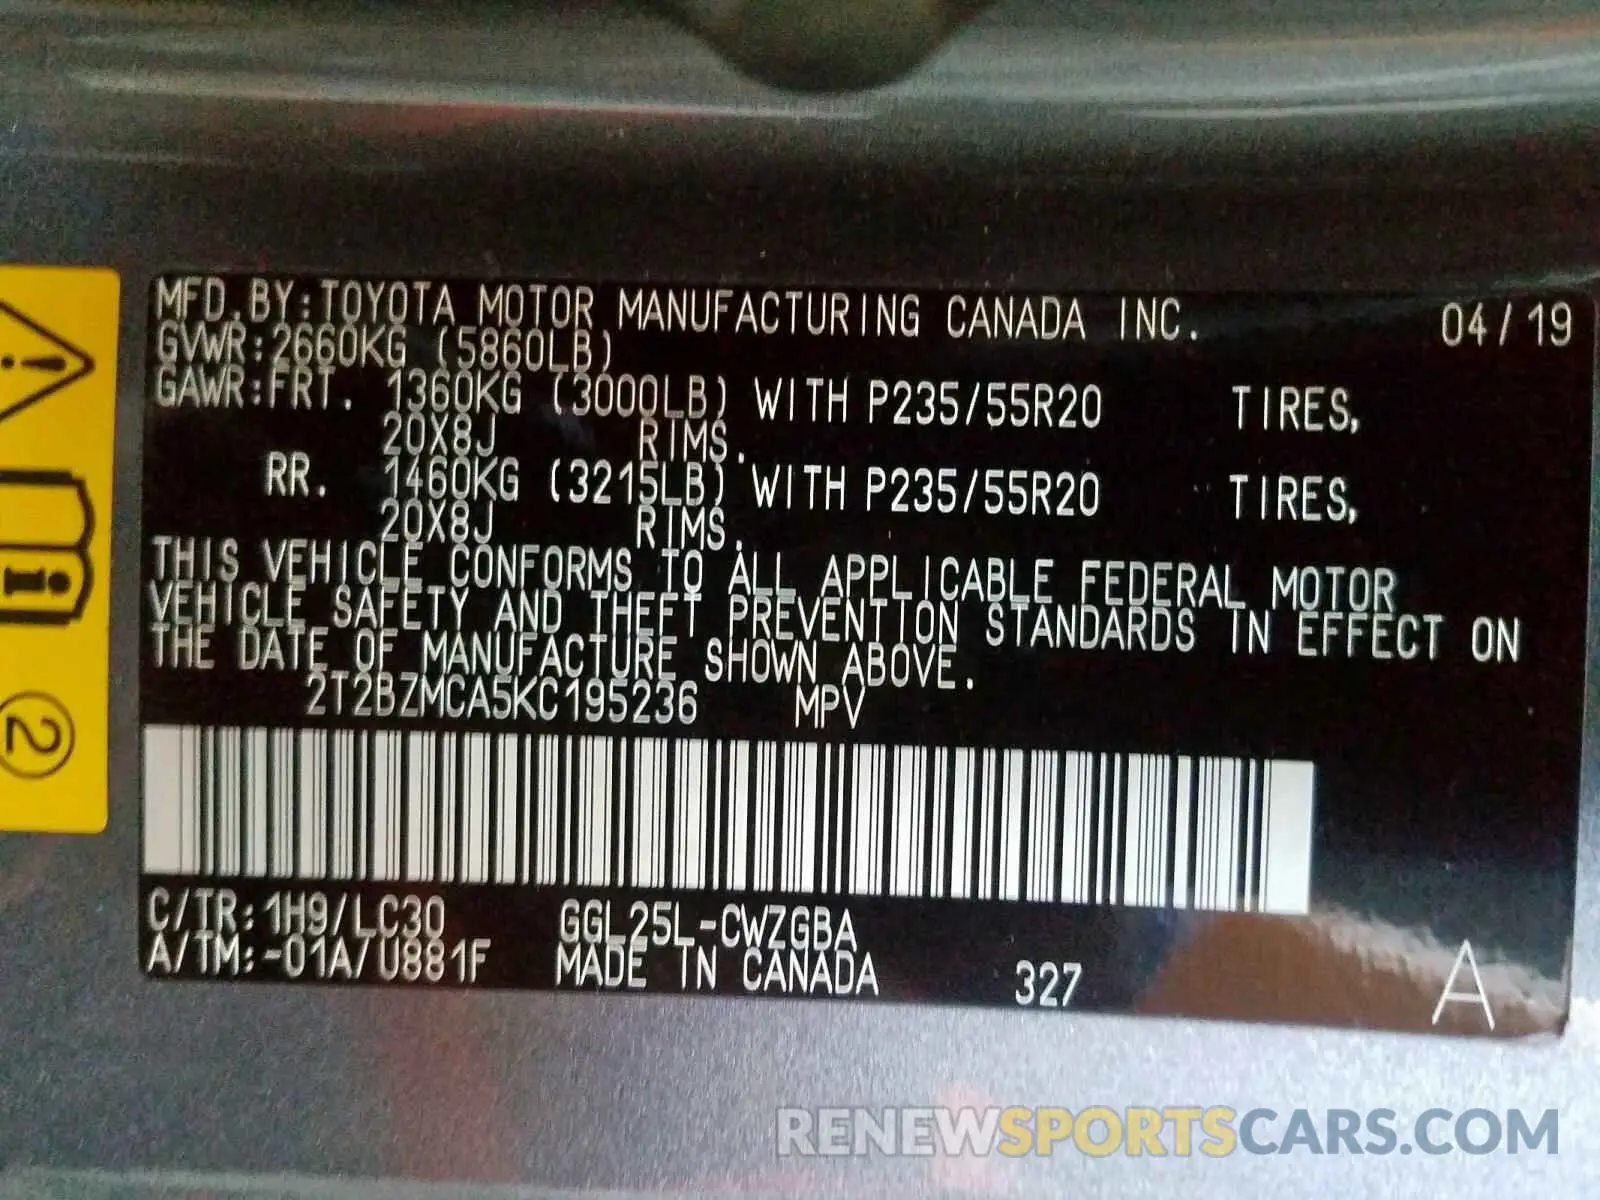 MFD.BY:TOYOTA MOTOR MANUFACTURING CANADA INC. 04/19
GVWR:2660KG (5860LB)
GAWR:FRT. 1360KG (3000LB) WITH P235/55R20 TIRES,
20X8J RIMS.
RR. 1460KG (3215LB) WITH P235/55R20 TIRES,
20X8J RIMS.
THIS VEHICLE CONFORMS TO ALL APPLICABLE FEDERAL MOTOR
VEHICLE SAFETY AND THEFT PREVENTION STANDARDS IN EFFECT ON
THE DATE OF MANUFACTURE SHOWN ABOVE.
2T2BZMCA5KC195236 MPV
C/TR:1H9/LC30 GGL25L-CWZGBA
A/TM:-01A/U881F MADE IN CANADA 327 A
2
RENEWSPORTSCARS.COM